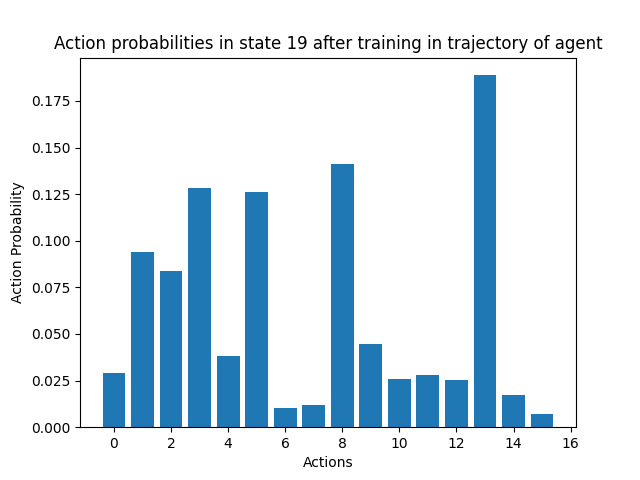 Action probabilities in state 19 after training in trajectory of agent
0.175
0.150
0.125
0.100
0.075
0.050
0.025
0.000
Action Probability
0 2 4 6 8 10 12 14 16
Actions